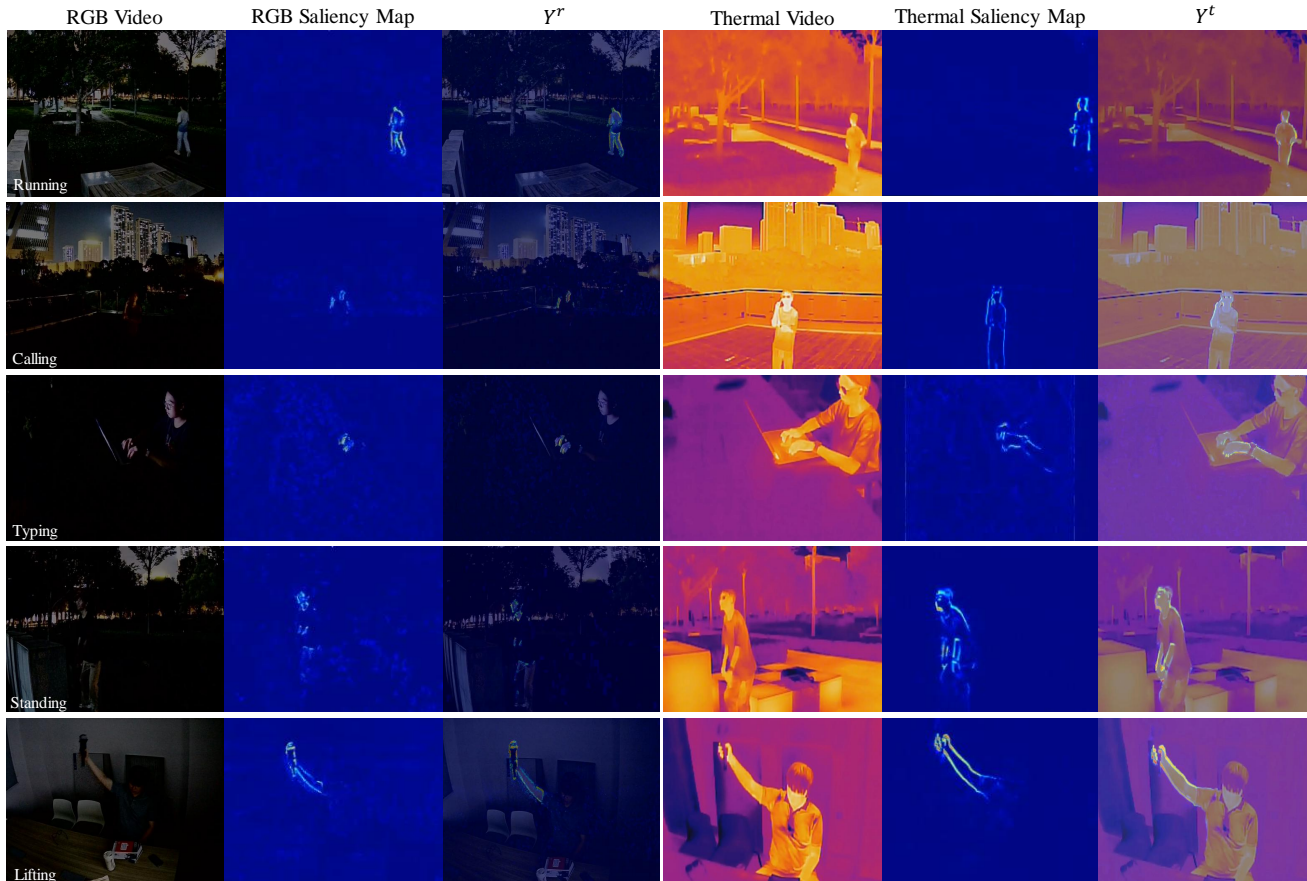 RGB Video RGB Saliency Map Y^r Thermal Video Thermal Saliency Map Y^t
Running
Calling
Typing
Standing
Lifting